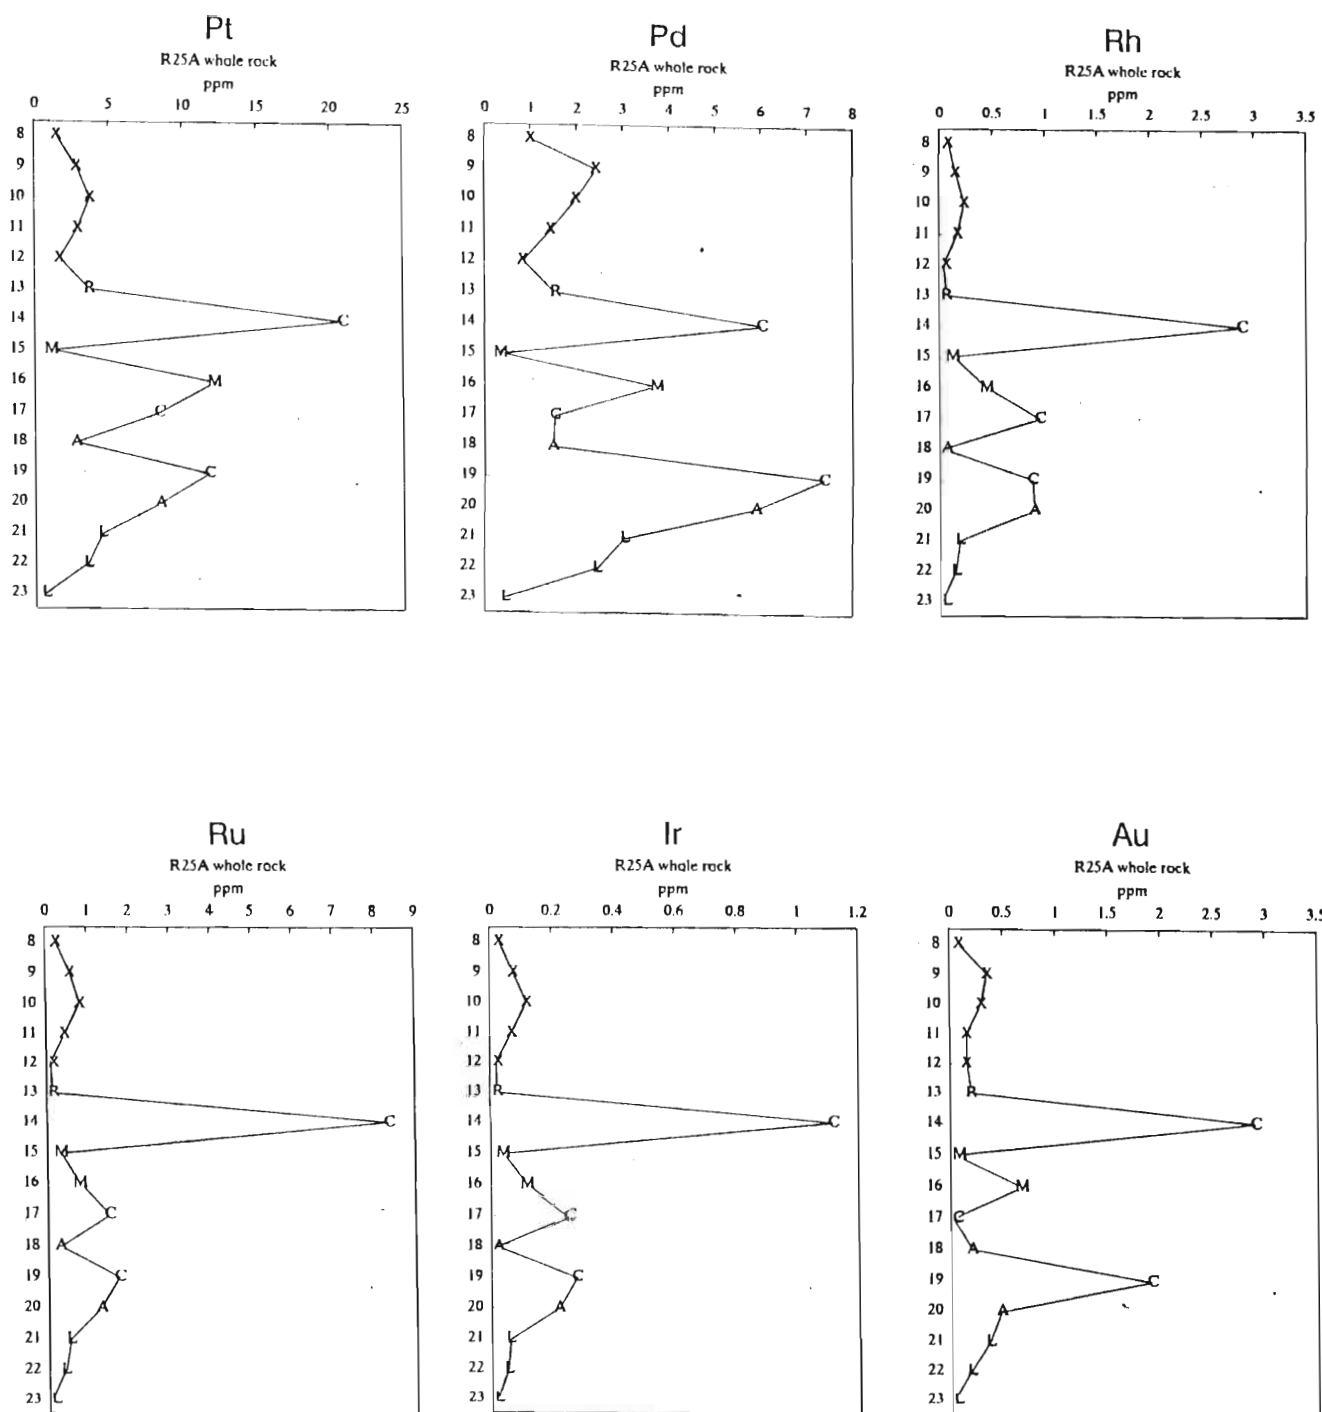 Pt
R25A whole rock
ppm
0 5 10 15 20 25
8 X
9 X
10 X
11 X
12 X
13 R
14 C
15 M
16 M
17 C
18 A
19 C
20 A
21 L
22 L
23 L
Pd
R25A whole rock
ppm
0 1 2 3 4 5 6 7 8
8 X
9 X
10 X
11 X
12 X
13 R
14 C
15 M
16 M
17 C
18 A
19 C
20 A
21 L
22 L
23 L
Rh
R25A whole rock
ppm
0 0.5 1 1.5 2 2.5 3 3.5
8 X
9 X
10 X
11 X
12 X
13 R
14 C
15 M
16 M
17 C
18 A
19 C
20 A
21 L
22 L
23 L
Ru
R25A whole rock
ppm
0 1 2 3 4 5 6 7 8 9
8 X
9 X
10 X
11 X
12 X
13 R
14 C
15 M
16 M
17 C
18 A
19 C
20 A
21 L
22 L
23 L
Ir
R25A whole rock
ppm
0 0.2 0.4 0.6 0.8 1 1.2
8 X
9 X
10 X
11 X
12 X
13 R
14 C
15 M
16 M
17 C
18 A
19 C
20 A
21 L
22 L
23 L
Au
R25A whole rock
ppm
0 0.5 1 1.5 2 2.5 3 3.5
8 X
9 X
10 X
11 X
12 X
13 R
14 C
15 M
16 M
17 C
18 A
19 C
20 A
21 L
22 L
23 L